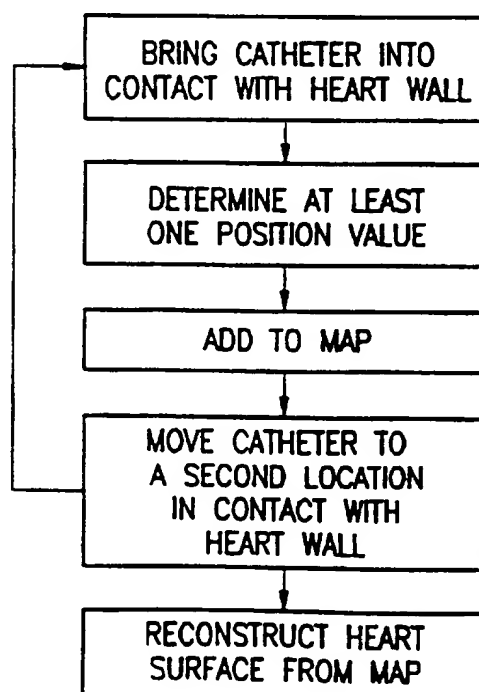 BRING CATHETER INTO
CONTACT WITH HEART WALL
DETERMINE AT LEAST
ONE POSITION VALUE
ADD TO MAP
MOVE CATHETER TO
A SECOND LOCATION
IN CONTACT WITH
HEART WALL
RECONSTRUCT HEART
SURFACE FROM MAP